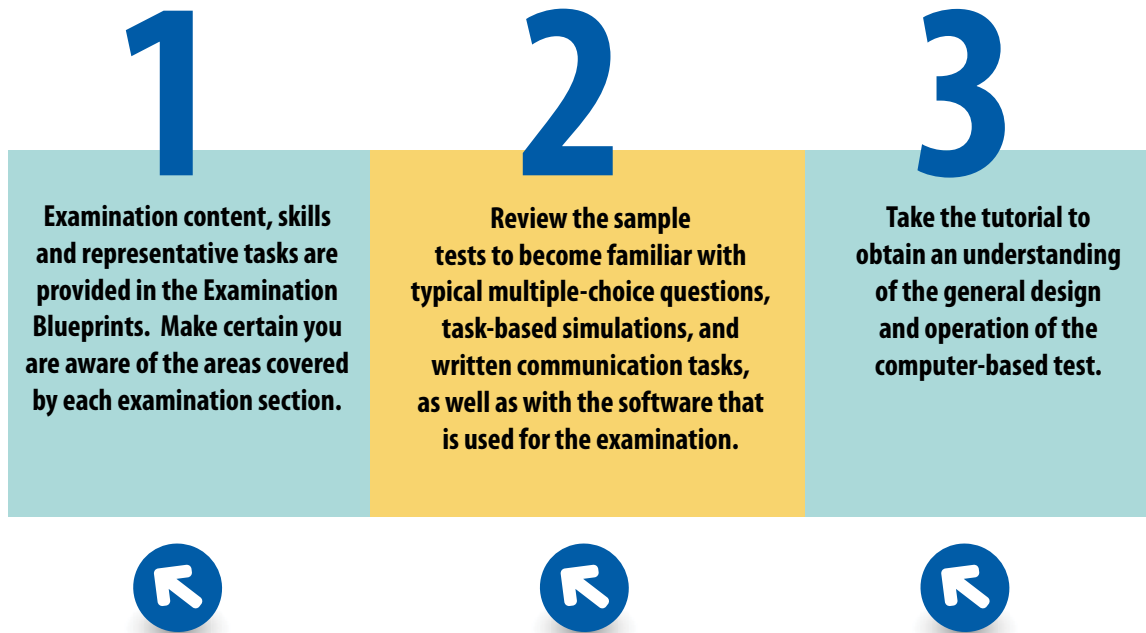 1
Examination content, skills
and representative tasks are
provided in the Examination
Blueprints. Make certain you
are aware of the areas covered
by each examination section.
2
Review the sample
tests to become familiar with
typical multiple-choice questions,
task-based simulations, and
written communication tasks,
as well as with the software that
is used for the examination.
3
Take the tutorial to
obtain an understanding
of the general design
and operation of the
computer-based test.